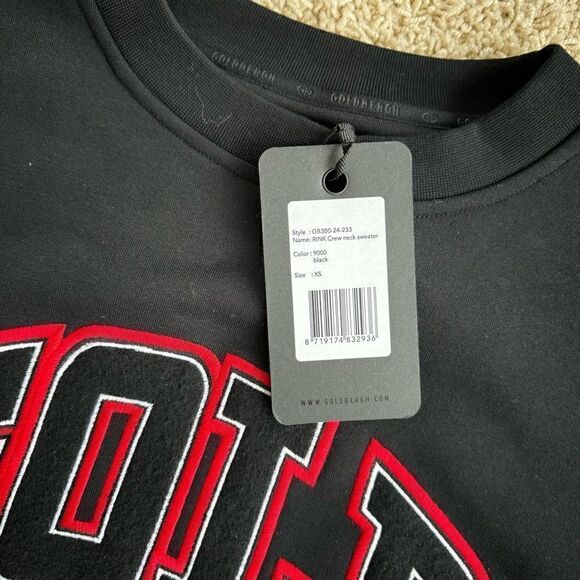 GOLDBERGH
Style : GB380-24-233
Name: RINK Crew neck sweater
Color : 9000
black
Size : XS
8 719174 832936
WWW.GOLDBERGH.COM
GOL